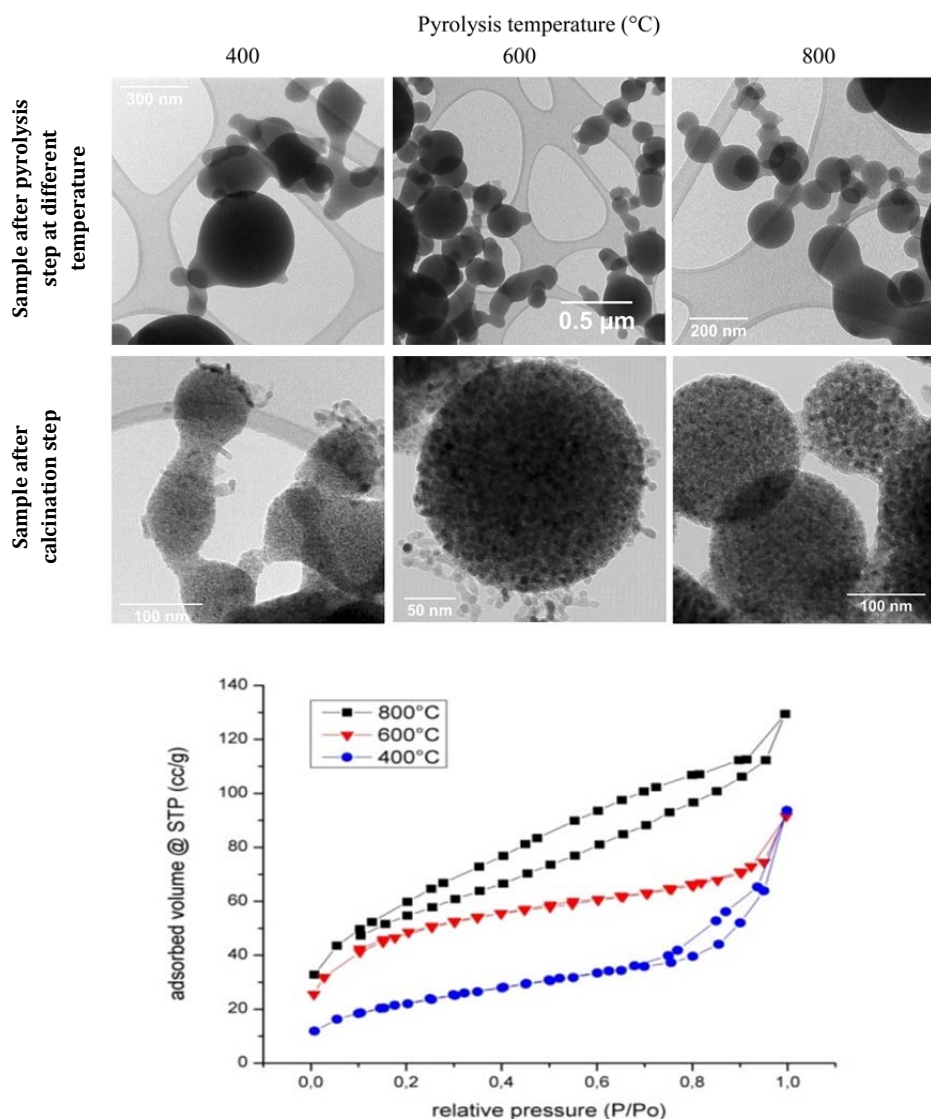 Pyrolysis temperature (°C)
400
600
800
Sample after pyrolysis
step at different
temperature
300 nm
0.5 µm
200 nm
Sample after
calcination step
100 nm
50 nm
100 nm
adsorbed volume @ STP (cc/g)
140
120
100
80
60
40
20
0
800°C
600°C
400°C
0,0
0,2
0,4
0,6
0,8
1,0
relative pressure (P/Po)